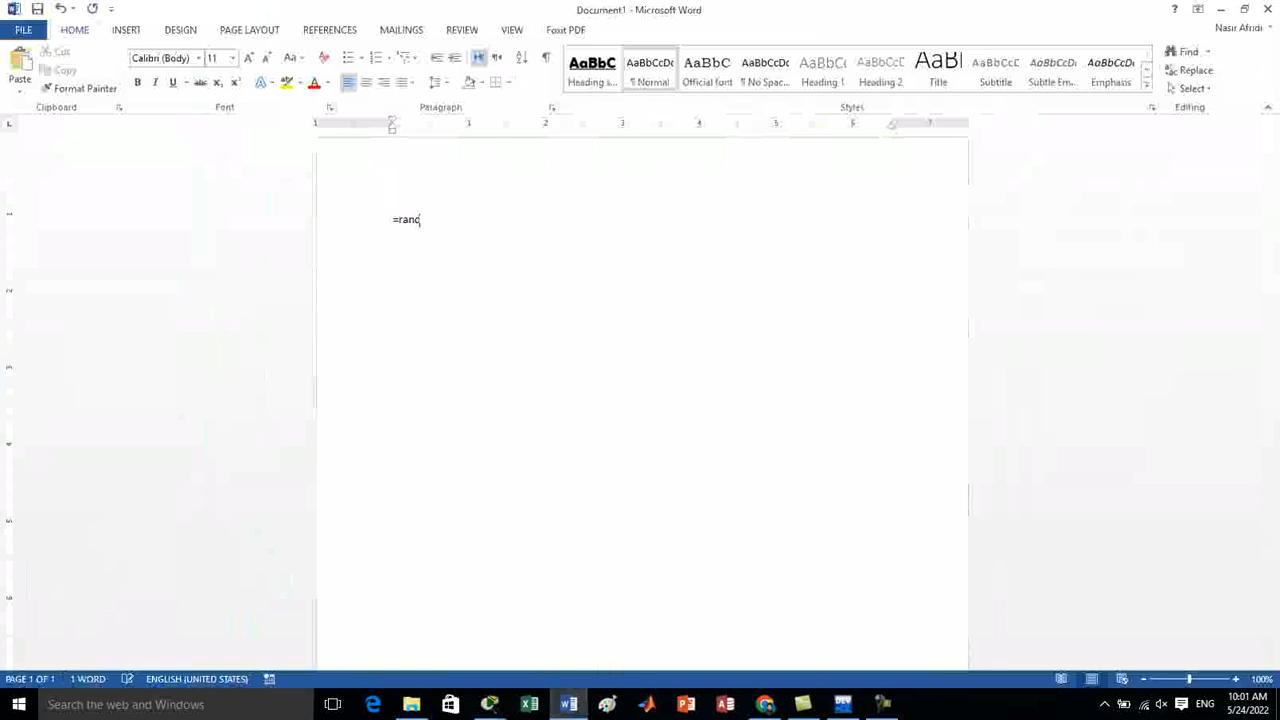 Document1 - Microsoft Word
FILE HOME INSERT DESIGN PAGE LAYOUT REFERENCES MAILINGS REVIEW VIEW Foxit PDF
Nasir Afridi
Paste
Cut
Copy
Format Painter
Calibri (Body) 11
AaBbC AaBbCcDc AaBbCc AaBbCcDc AaBbC AaBbCc AaBl AaBbCcD AaBbCcDi AaBbCcDi
Heading s... ¶ Normal Official font ¶ No Spac... Heading 1 Heading 2 Title Subtitle Subtle Em... Emphasis
Find
Replace
Select
Clipboard Font Paragraph Styles Editing
=rand
PAGE 1 OF 1 1 WORD ENGLISH (UNITED STATES) 100%
Search the web and Windows
ENG
10:01 AM
5/24/2022